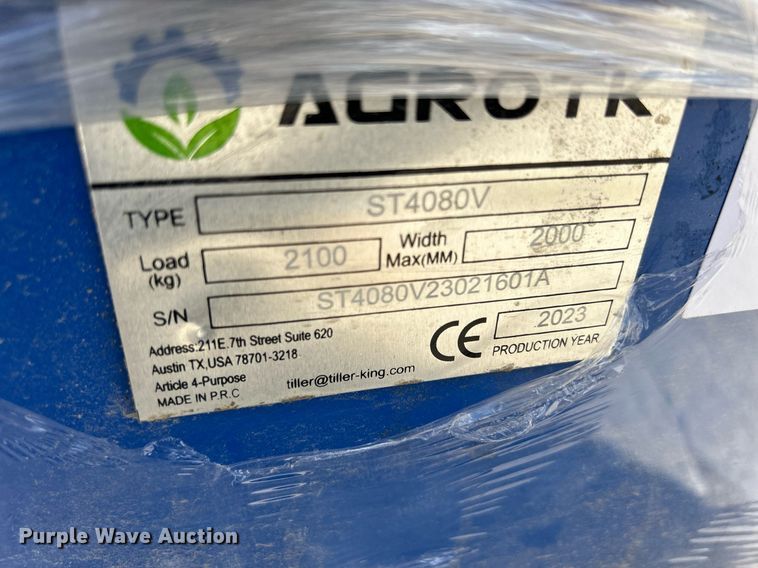 AGROTK
TYPE ST4080V
Load (kg) 2100 Width Max(MM) 2000
S/N ST4080V23021601A
Address:211E.7th Street Suite 620
Austin TX,USA 78701-3218
Article 4-Purpose
MADE IN P.R.C
tiller@tiller-king.com
CE
2023
PRODUCTION YEAR
Purple Wave Auction